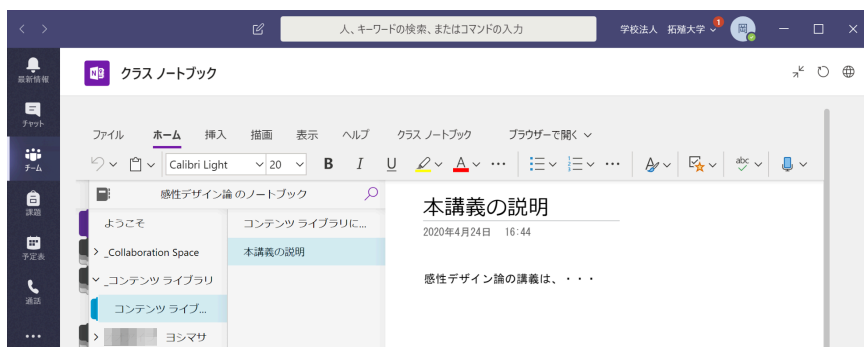 人、キーワードの検索、またはコマンドの入力
学校法人 拓殖大学
1
岡
最新情報
チャット
チーム
課題
予定表
通話
クラス ノートブック
ファイル ホーム 挿入 描画 表示 ヘルプ クラス ノートブック ブラウザーで開く
Calibri Light 20 B I U A abc
感性デザイン論 のノートブック
ようこそ
_Collaboration Space
_コンテンツ ライブラリ
コンテンツ ライブ...
ヨシマサ
コンテンツ ライブラリに...
本講義の説明
本講義の説明
2020年4月24日 16:44
感性デザイン論の講義は、・・・